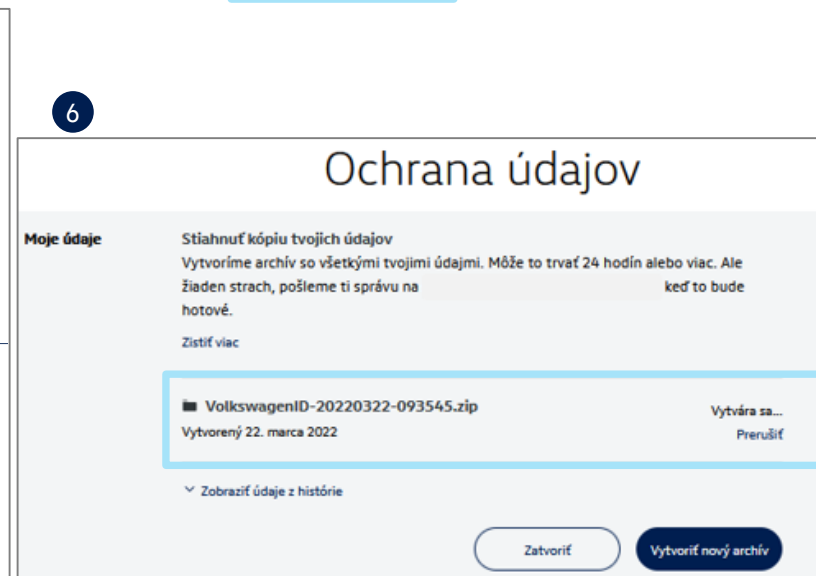 6
Ochrana údajov
Moje údaje
Stiahnuť kópiu tvojich údajov
Vytvoríme archív so všetkými tvojimi údajmi. Môže to trvať 24 hodín alebo viac. Ale
žiaden strach, pošleme ti správu na keď to bude
hotové.
Zistiť viac
VolkswagenID-20220322-093545.zip
Vytvára sa...
Vytvorený 22. marca 2022
Prerušiť
Zobraziť údaje z histórie
Zatvoriť
Vytvoriť nový archív